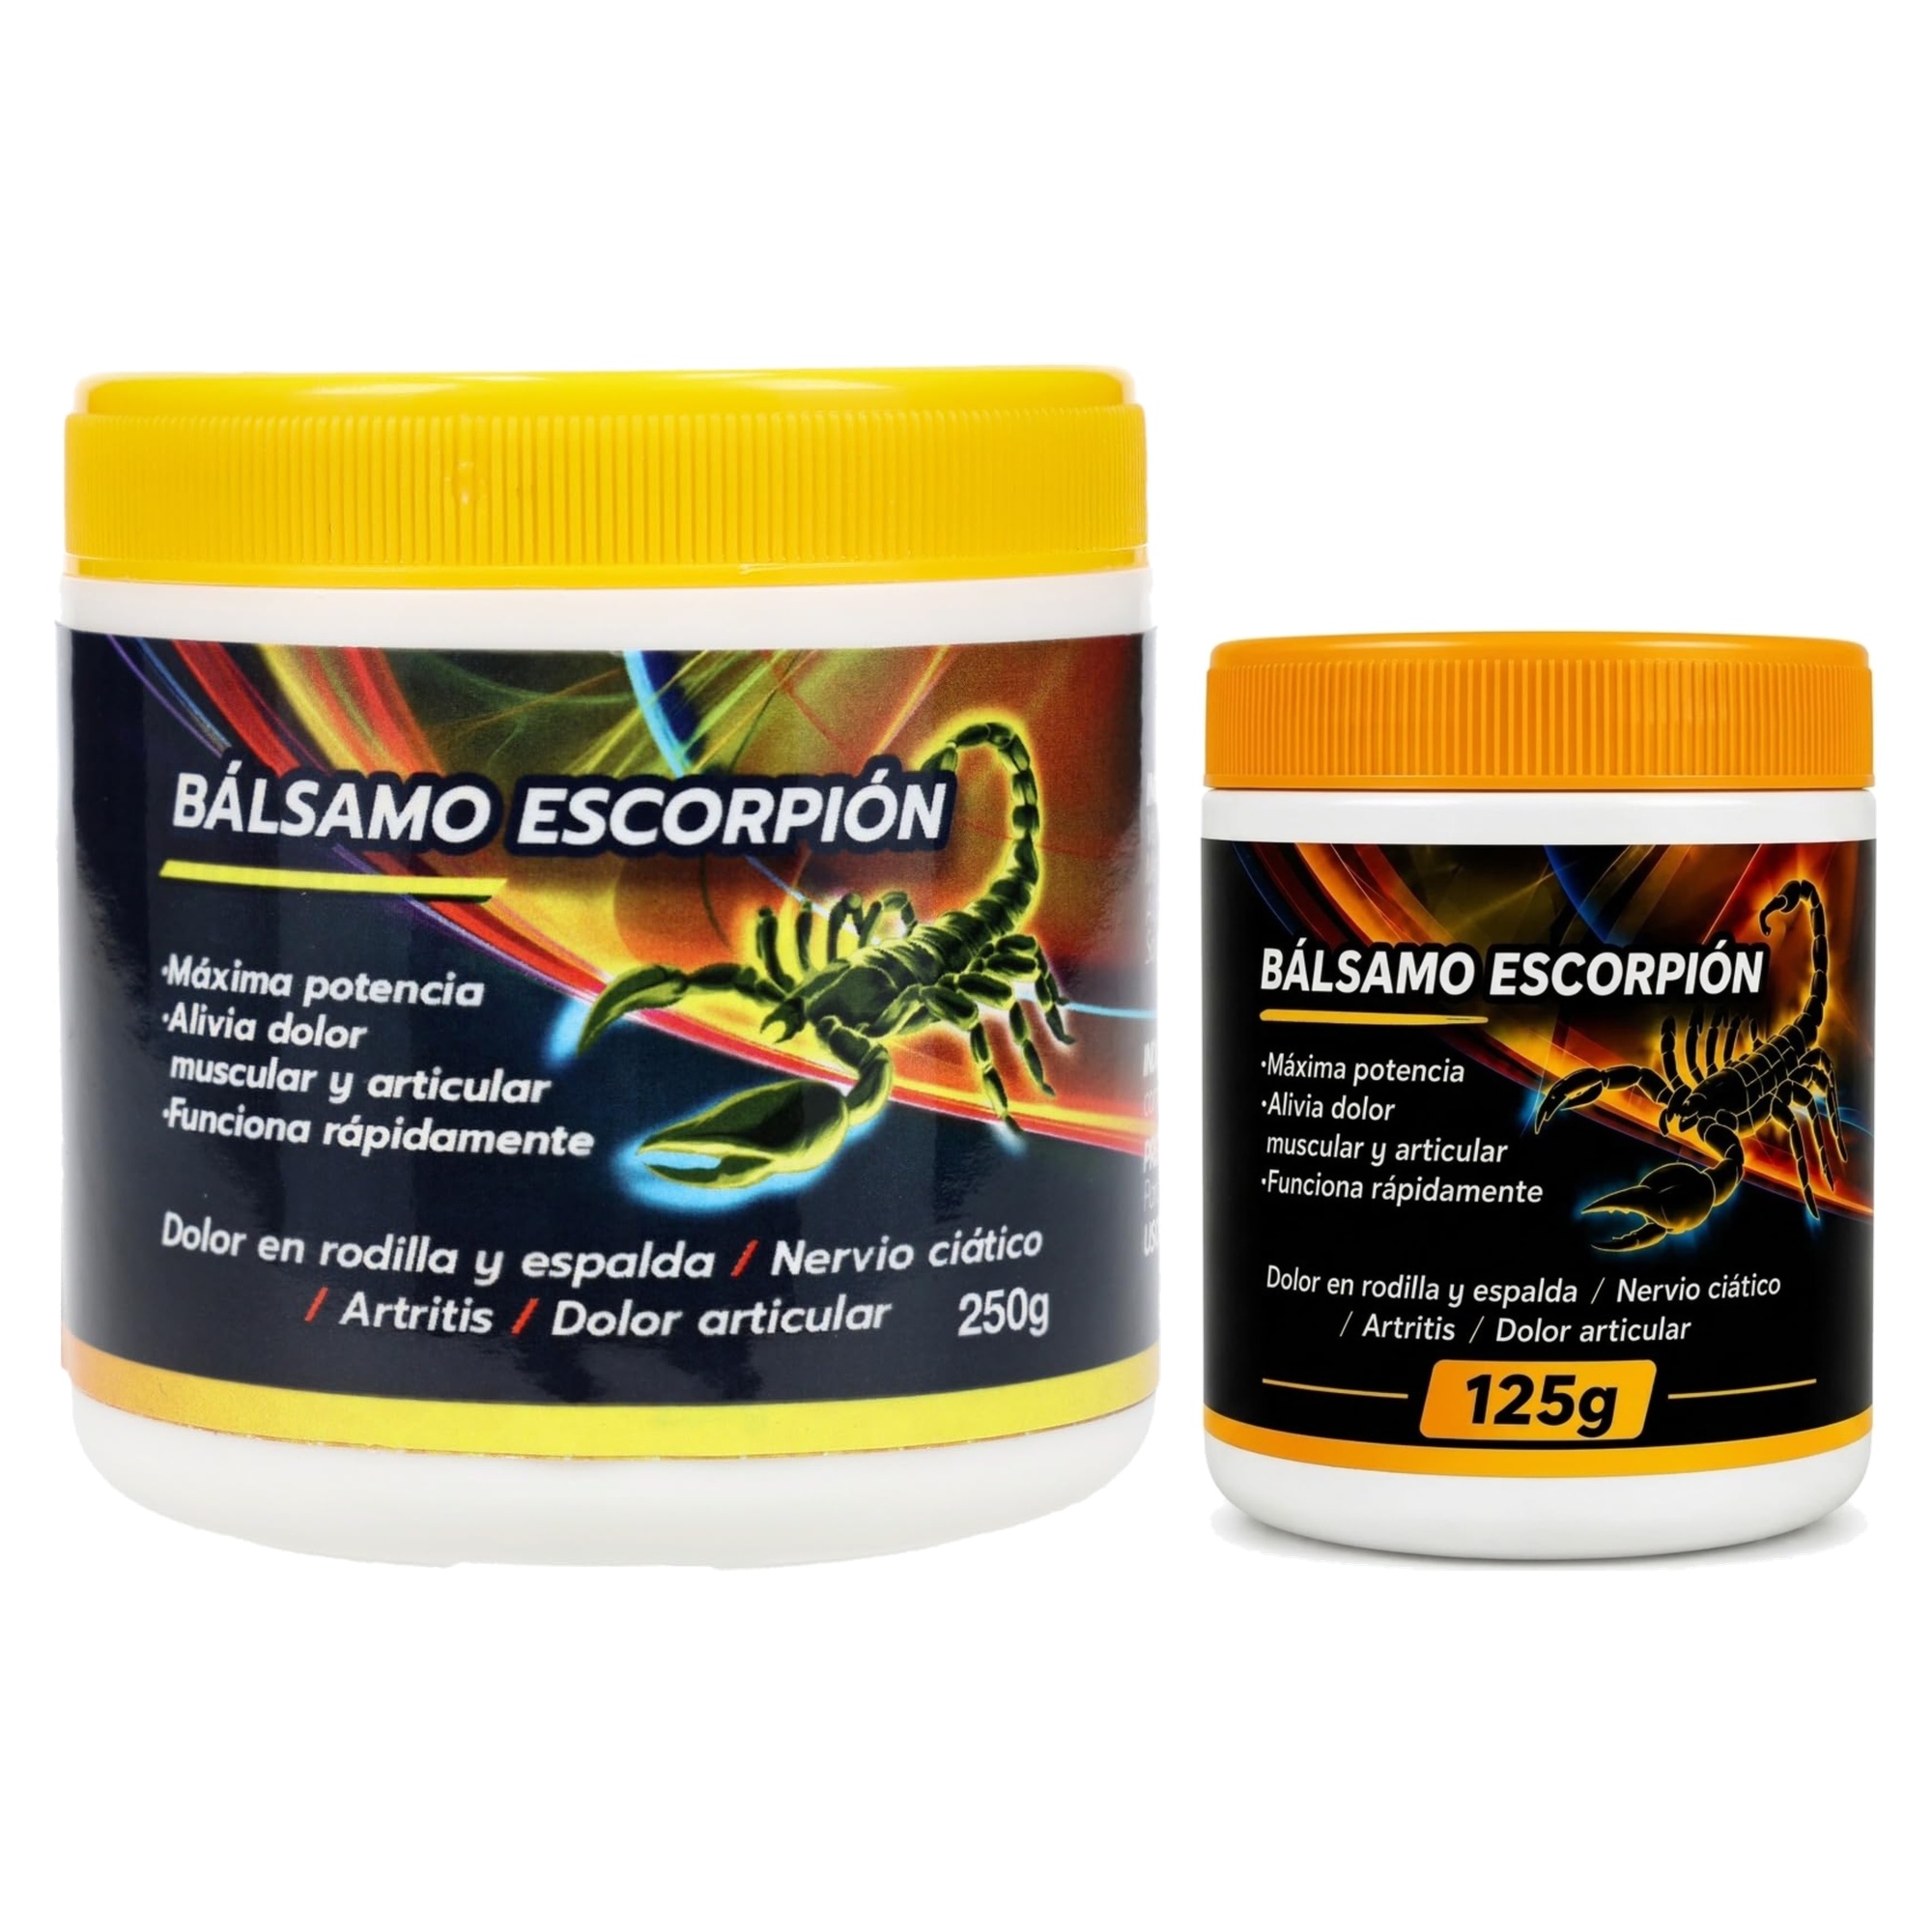 BÁLSAMO ESCORPIÓN
·Máxima potencia
·Alivia dolor
muscular y articular
·Funciona rápidamente
Dolor en rodilla y espalda / Nervio ciático
/ Artritis / Dolor articular 250g
BÁLSAMO ESCORPIÓN
·Máxima potencia
·Alivia dolor
muscular y articular
·Funciona rápidamente
Dolor en rodilla y espalda / Nervio ciático
/ Artritis / Dolor articular
125g